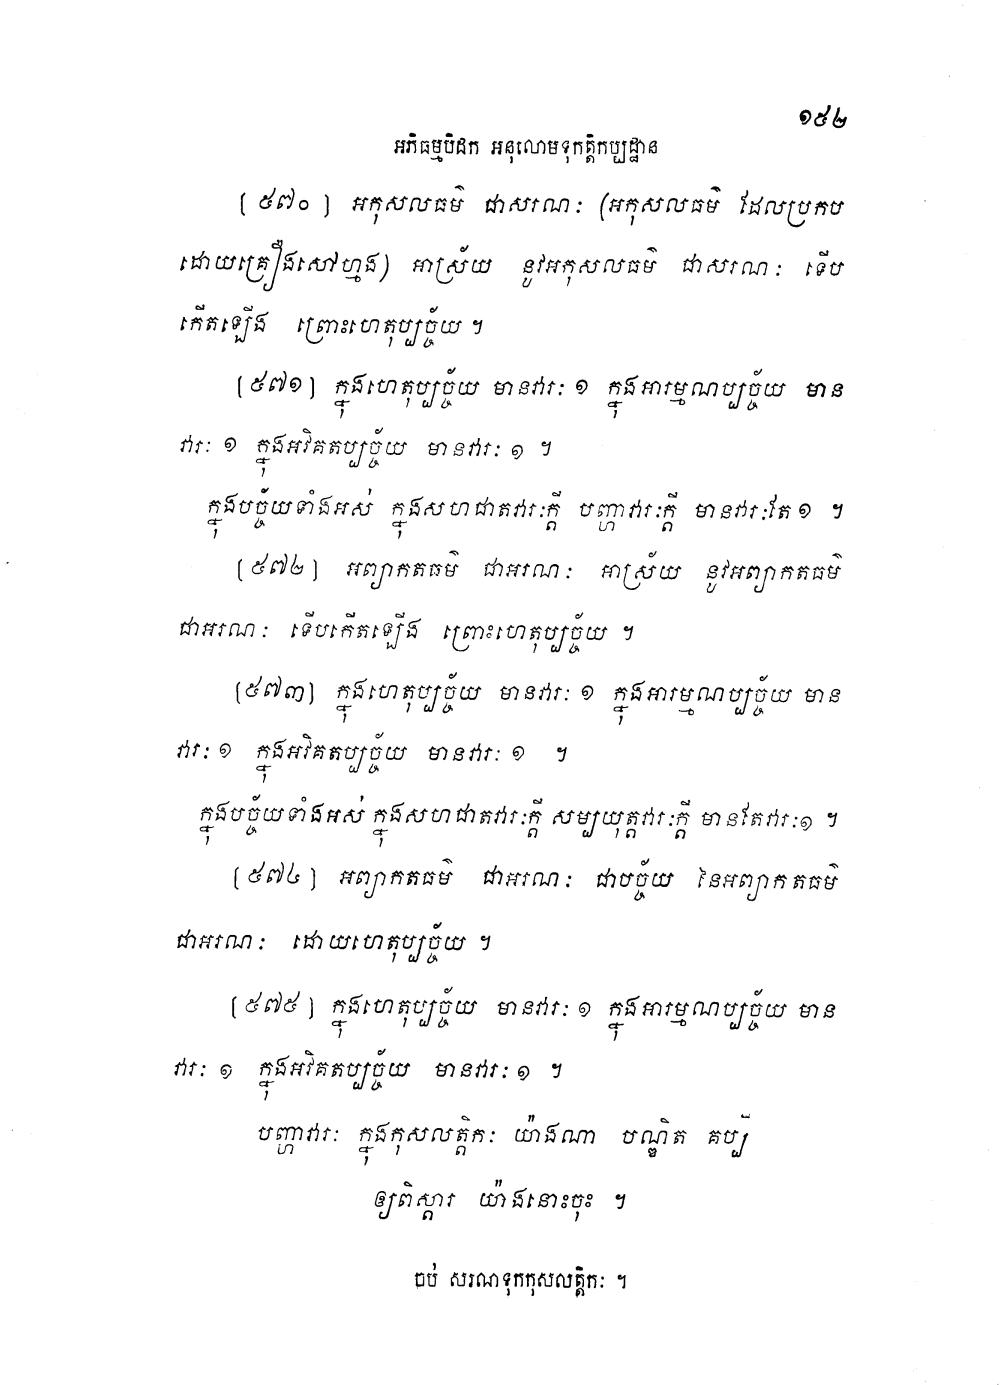 ១៩២
អភិធម្មបិដក អនុលោមទុកត្តិកប្បដ្ឋាន
[៥៧០] អកុសលធម៌ ជាសរណៈ (អកុសលធម៌ ដែលប្រកប
ដោយគ្រឿងសៅហ្មង) អាស្រ័យ នូវអកុសលធម៌ ជាសរណៈ ទើប
កើតឡើង ព្រោះហេតុប្បច្ច័យ ។
[៥៧១] ក្នុងហេតុប្បច្ច័យ មានវារៈ ១ ក្នុងអារម្មណប្បច្ច័យ មាន
វារៈ ១ ក្នុងអវិគតប្បច្ច័យ មានវារៈ ១ ។
ក្នុងបច្ច័យទាំងអស់ ក្នុងសហជាតវារៈក្តី បញ្ហាវារៈក្តី មានវារៈតែ ១ ។
[៥៧២] អព្យាកតធម៌ ជាអរណៈ អាស្រ័យ នូវអព្យាកតធម៌
ជាអរណៈ ទើបកើតឡើង ព្រោះហេតុប្បច្ច័យ ។
[៥៧៣] ក្នុងហេតុប្បច្ច័យ មានវារៈ ១ ក្នុងអារម្មណប្បច្ច័យ មាន
វារៈ ១ ក្នុងអវិគតប្បច្ច័យ មានវារៈ ១ ។
ក្នុងបច្ច័យទាំងអស់ ក្នុងសហជាតវារៈក្តី សម្បយុត្តវារៈក្តី មានតែវារៈ១ ។
[៥៧៤] អព្យាកតធម៌ ជាអរណៈ ជាបច្ច័យ នៃអព្យាកតធម៌
ជាអរណៈ ដោយហេតុប្បច្ច័យ ។
[៥៧៥] ក្នុងហេតុប្បច្ច័យ មានវារៈ ១ ក្នុងអារម្មណប្បច្ច័យ មាន
វារៈ ១ ក្នុងអវិគតប្បច្ច័យ មានវារៈ ១ ។
បញ្ហាវារៈ ក្នុងកុសលត្តិកៈ យ៉ាងណា បណ្ឌិត គប្បី
ឲ្យពិស្តារ យ៉ាងនោះចុះ ។
ចប់ សរណទុកកុសលត្តិកៈ ។